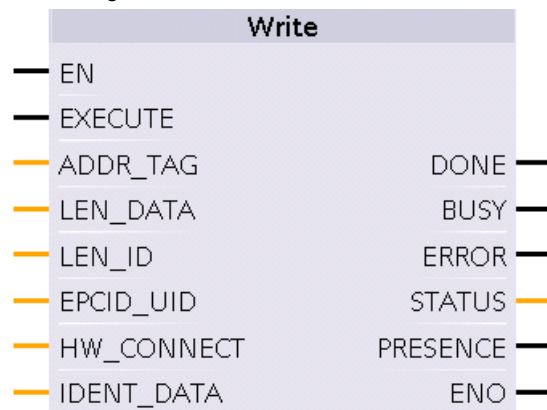 Write
EN
EXECUTE
ADDR_TAG DONE
LEN_DATA BUSY
LEN_ID ERROR
EPCID_UID STATUS
HW_CONNECT PRESENCE
IDENT_DATA ENO